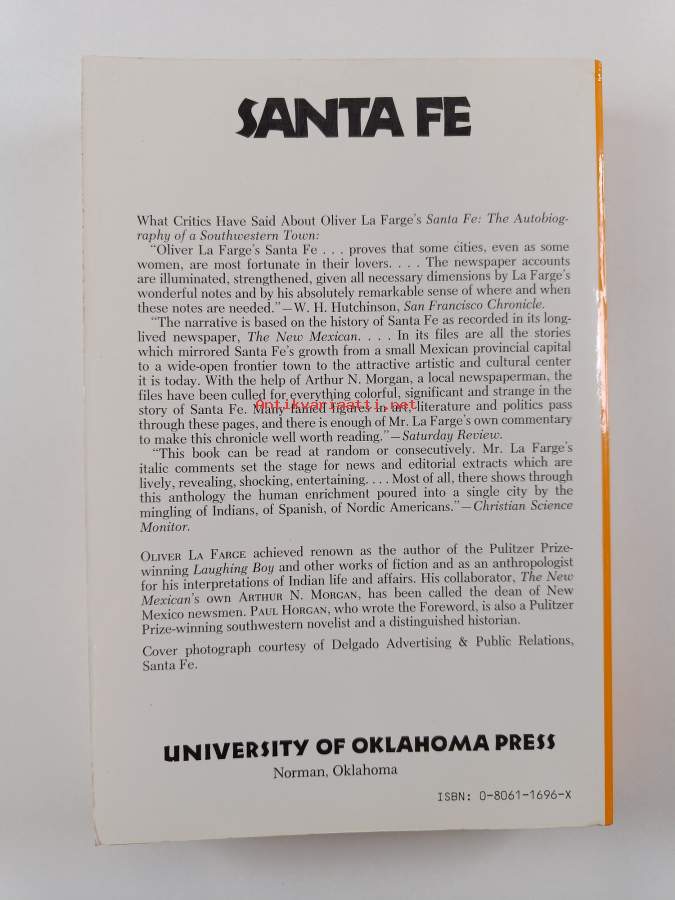 SANTA FE
What Critics Have Said About Oliver La Farge's Santa Fe: The Autobiog-
raphy of a Southwestern Town:
"Oliver La Farge's Santa Fe . . . proves that some cities, even as some
women, are most fortunate in their lovers. . . . The newspaper accounts
are illuminated, strengthened, given all necessary dimensions by La Farge's
wonderful notes and by his absolutely remarkable sense of where and when
these notes are needed."—W. H. Hutchinson, San Francisco Chronicle.
"The narrative is based on the history of Santa Fe as recorded in its long-
lived newspaper, The New Mexican. . . . In its files are all the stories
which mirrored Santa Fe's growth from a small Mexican provincial capital
to a wide-open frontier town to the attractive artistic and cultural center
it is today. With the help of Arthur N. Morgan, a local newspaperman, the
files have been culled for everything colorful, significant and strange in the
story of Santa Fe. Many famed figures in art, literature and politics pass
Antikvariaatti.net
through these pages, and there is enough of Mr. La Farge's own commentary
to make this chronicle well worth reading."—Saturday Review.
"This book can be read at random or consecutively. Mr. La Farge's
italic comments set the stage for news and editorial extracts which are
lively, revealing, shocking, entertaining. . . . Most of all, there shows through
this anthology the human enrichment poured into a single city by the
mingling of Indians, of Spanish, of Nordic Americans."—Christian Science
Monitor.
OLIVER LA FARGE achieved renown as the author of the Pulitzer Prize-
winning Laughing Boy and other works of fiction and as an anthropologist
for his interpretations of Indian life and affairs. His collaborator, The New
Mexican's own ARTHUR N. MORGAN, has been called the dean of New
Mexico newsmen. PAUL HORGAN, who wrote the Foreword, is also a Pulitzer
Prize-winning southwestern novelist and a distinguished historian.
Cover photograph courtesy of Delgado Advertising & Public Relations,
Santa Fe.
UNIVERSITY OF OKLAHOMA PRESS
Norman, Oklahoma
ISBN: 0-8061-1696-X